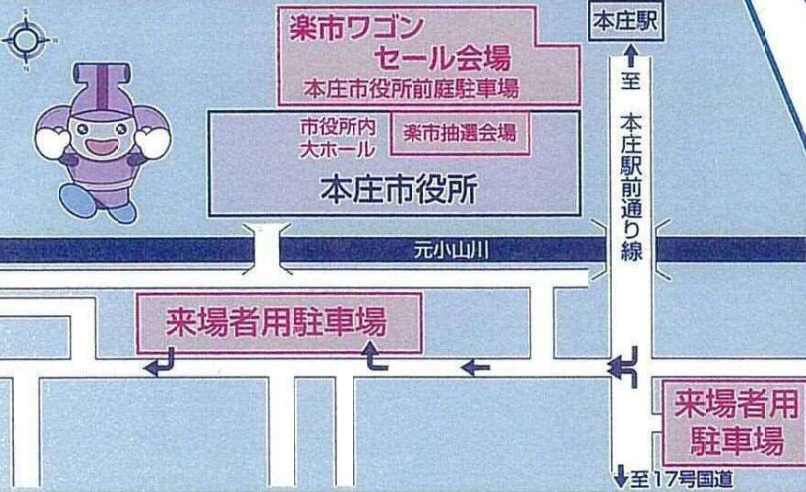 楽市ワゴン
セール会場
本庄市役所前庭駐車場
市役所内
大ホール
楽市抽選会場
本庄市役所
本庄駅
至 本庄駅前通り線
元小山川
来場者用駐車場
来場者用
駐車場
至17号国道